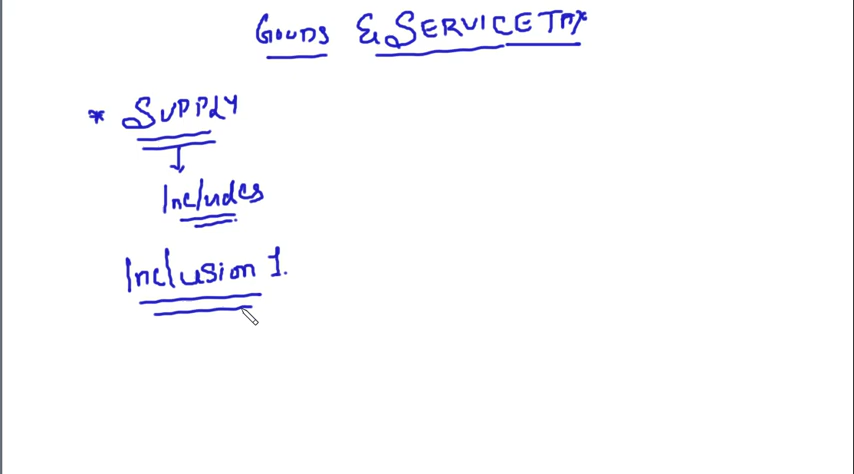 GOODS & SERVICE TAX
* SUPPLY
Includes
Inclusion 1.